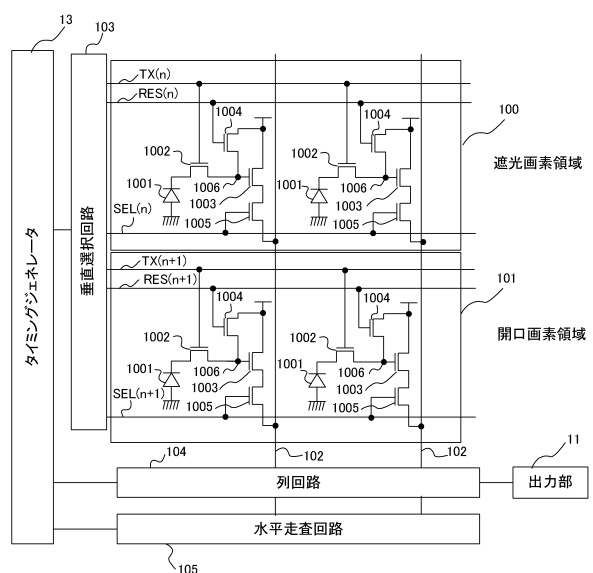 13
103
タイミングジェネレータ
垂直選択回路
TX(n)
RES(n)
1004
1004
100
遮光画素領域
1002
1002
1001
1006
1001
1006
1003
1003
SEL(n)
1005
1005
TX(n+1)
RES(n+1)
1004
1004
101
開口画素領域
1002
1002
1001
1006
1001
1006
1003
1003
SEL(n+1)
1005
1005
102
102
104
列回路
11
出力部
水平走査回路
105